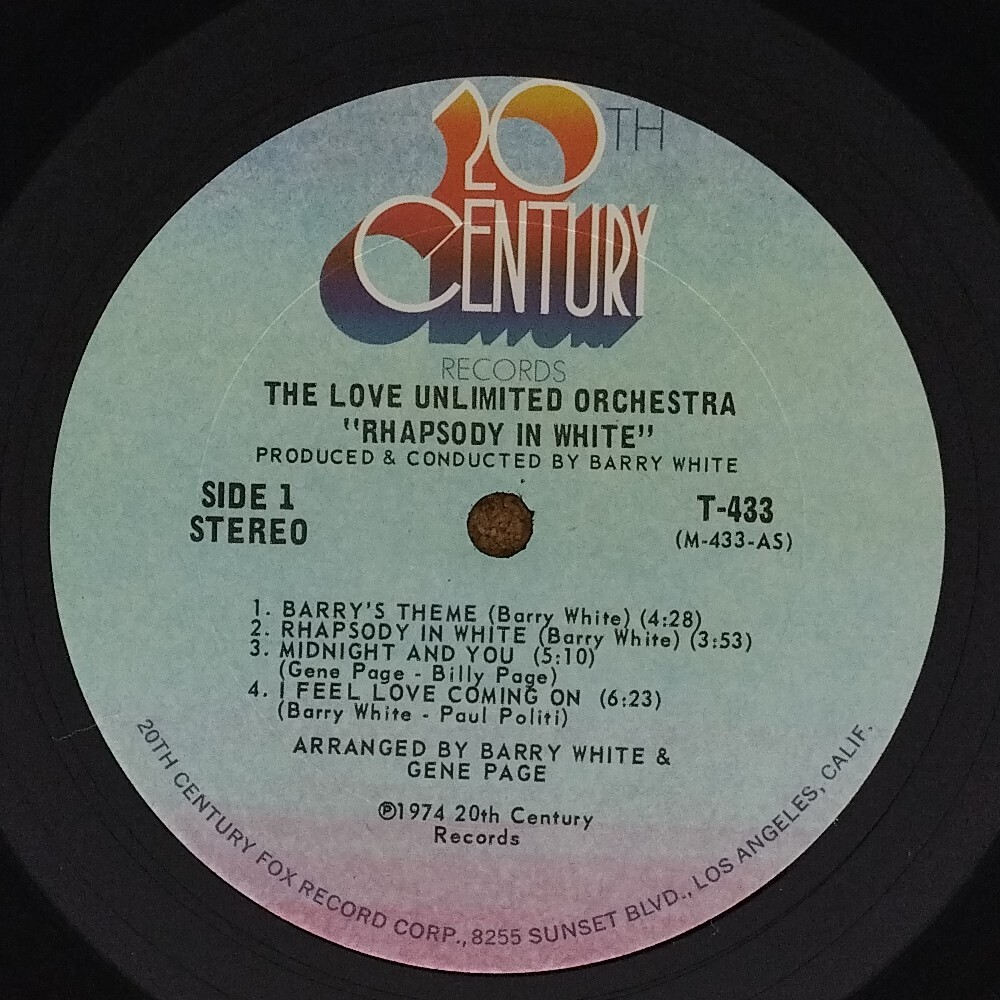 20TH
CENTURY
RECORDS
THE LOVE UNLIMITED ORCHESTRA
"RHAPSODY IN WHITE"
PRODUCED & CONDUCTED BY BARRY WHITE
SIDE 1
STEREO
T-433
(M-433-AS)
1. BARRY'S THEME (Barry White) (4:28)
2. RHAPSODY IN WHITE (Barry White) (3:53)
3. MIDNIGHT AND YOU (5:10)
(Gene Page - Billy Page)
4. I FEEL LOVE COMING ON (6:23)
(Barry White - Paul Politi)
ARRANGED BY BARRY WHITE &
GENE PAGE
℗1974 20th Century
Records
20TH CENTURY FOX RECORD CORP., 8255 SUNSET BLVD., LOS ANGELES, CALIF.